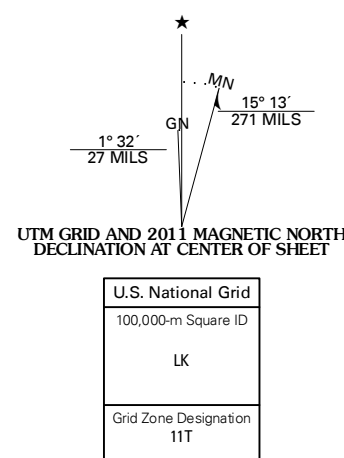 ★
MN
15° 13´
271 MILS
GN
1° 32´
27 MILS
UTM GRID AND 2011 MAGNETIC NORTH
DECLINATION AT CENTER OF SHEET
U.S. National Grid
100,000-m Square ID
LK
Grid Zone Designation
11T